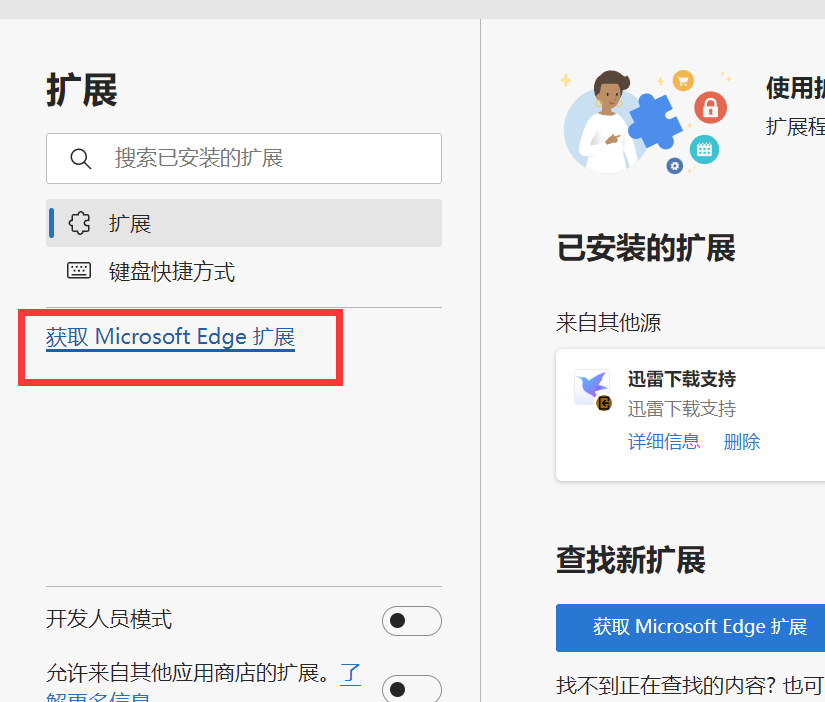 扩展
搜索已安装的扩展
扩展
键盘快捷方式
获取 Microsoft Edge 扩展
开发人员模式
允许来自其他应用商店的扩展。了
解更多信息
使用扩
扩展程
已安装的扩展
来自其他源
迅雷下载支持
迅雷下载支持
详细信息 删除
查找新扩展
获取 Microsoft Edge 扩展
找不到正在查找的内容? 也可